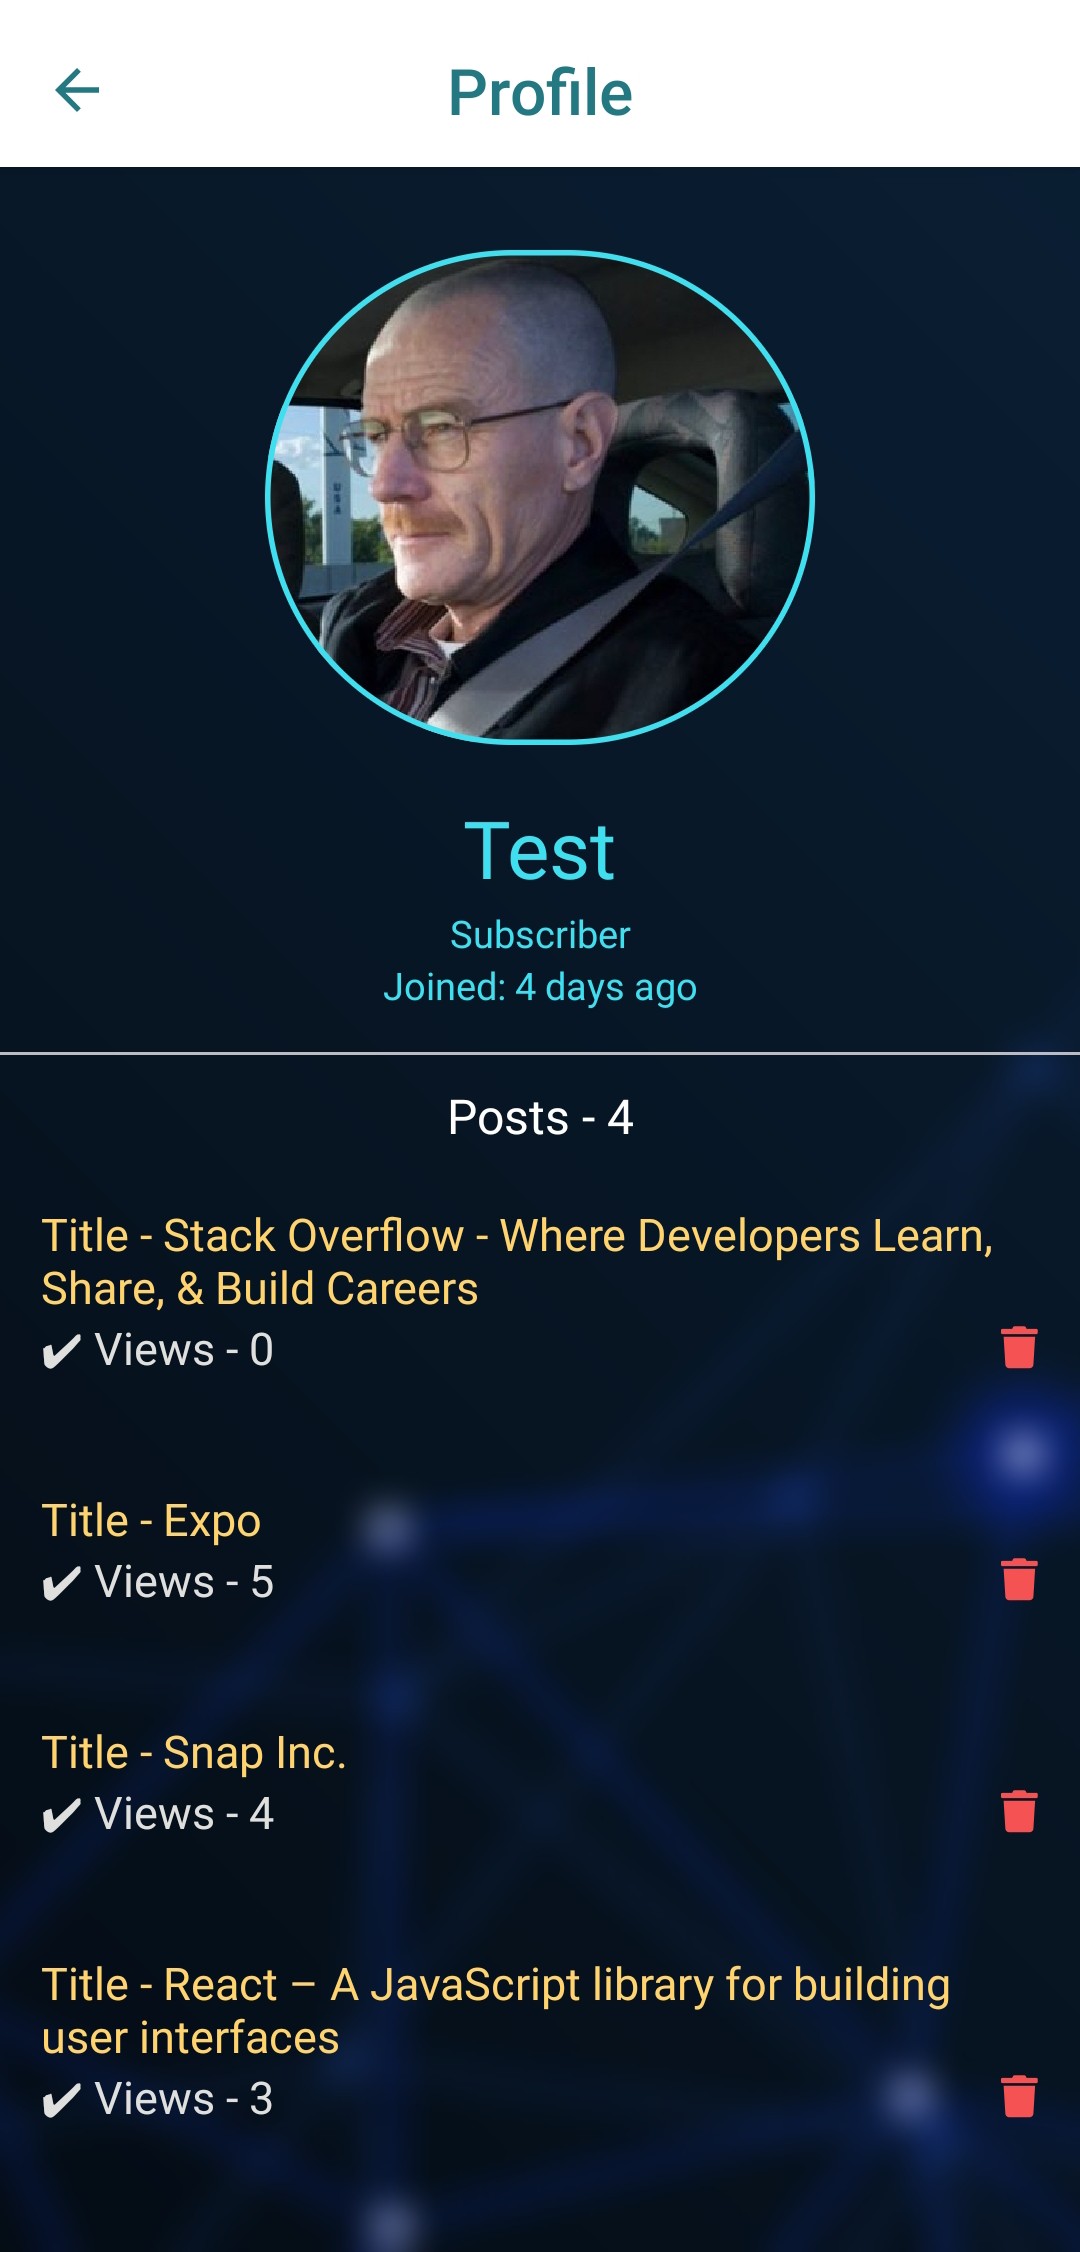 Profile
USA
Test
Subscriber
Joined: 4 days ago
Posts - 4
Title - Stack Overflow - Where Developers Learn,
Share, & Build Careers
✔ Views - 0
Title - Expo
✔ Views - 5
Title - Snap Inc.
✔ Views - 4
Title - React – A JavaScript library for building
user interfaces
✔ Views - 3